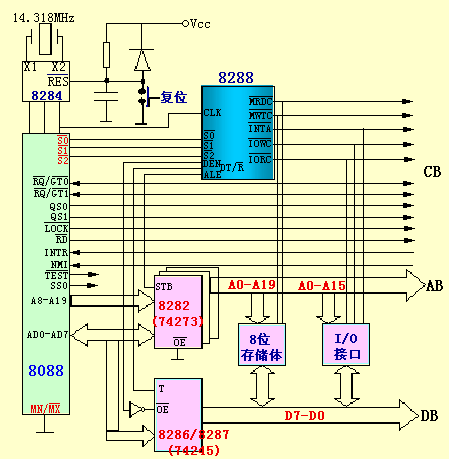 14.318MHz
Vcc
X1 X2
RES
8284
复位
8288
CLK
MRDC
MWTC
INTA
IOWC
IORC
S0
S1
S2
DEN
DT/R
ALE
CB
S0
S1
S2
RQ/GT0
RQ/GT1
QS0
QS1
LOCK
RD
INTR
NMI
TEST
SS0
A8-A19
AD0-AD7
8088
MN/MX
STB
8282
(74273)
OE
A0-A19
A0-A15
AB
8位
存储体
I/O
接口
T
OE
8286/8287
(74245)
D7-D0
DB